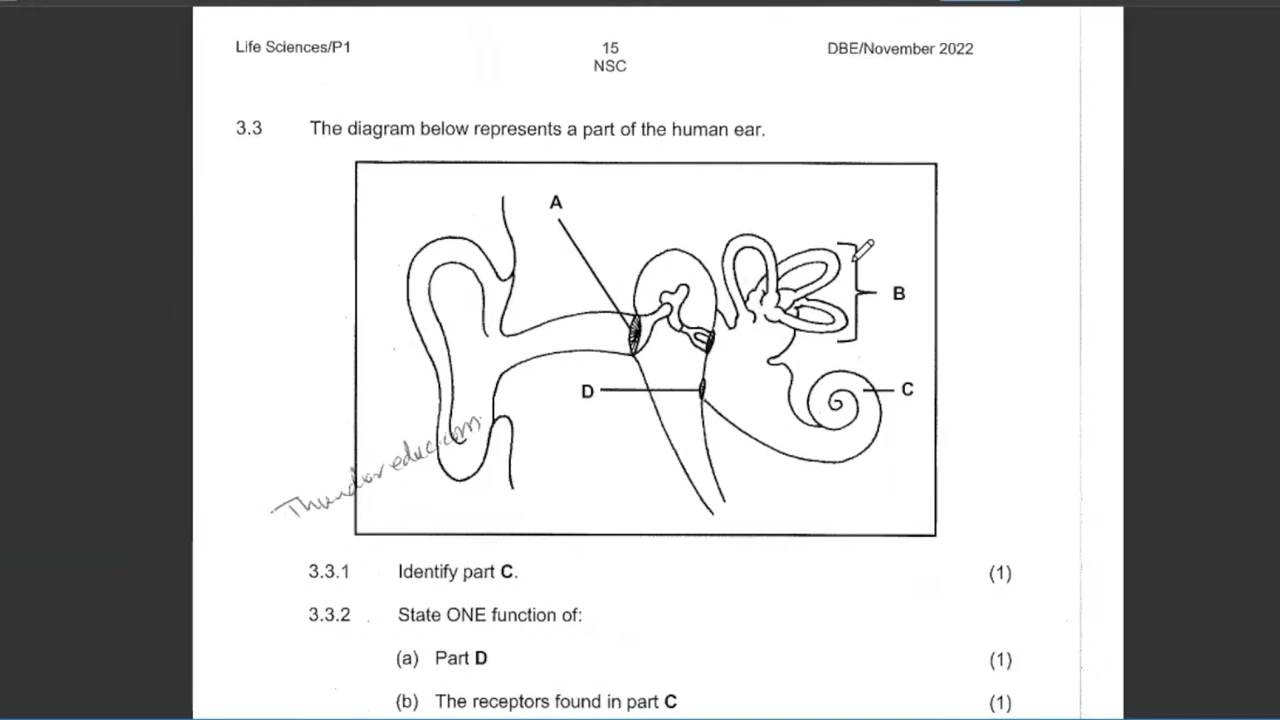 Life Sciences/P1
15
DBE/November 2022
NSC
3.3 The diagram below represents a part of the human ear.
A
B
D
C
Thundereduc.com
3.3.1 Identify part C.
(1)
3.3.2 State ONE function of:
(a) Part D
(1)
(b) The receptors found in part C
(1)